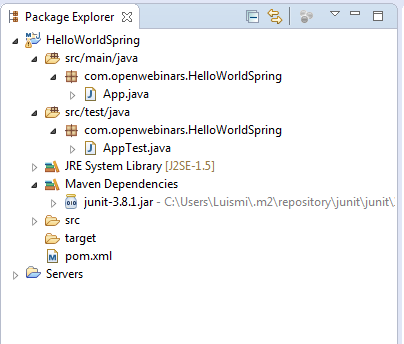 Package Explorer
HelloWorldSpring
src/main/java
com.openwebinars.HelloWorldSpring
App.java
src/test/java
com.openwebinars.HelloWorldSpring
AppTest.java
JRE System Library [J2SE-1.5]
Maven Dependencies
junit-3.8.1.jar - C:\Users\Luismi\.m2\repository\junit\junit\
src
target
pom.xml
Servers